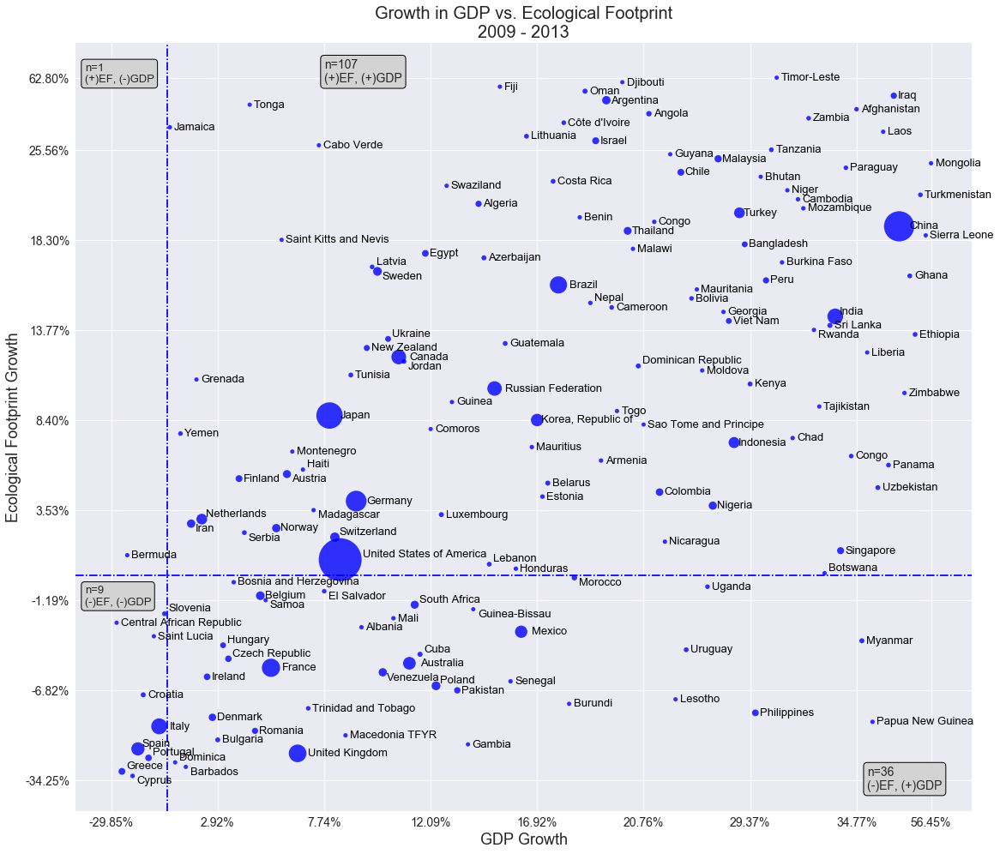 Growth in GDP vs. Ecological Footprint
2009 - 2013
n=1
(+)EF, (-)GDP
n=107
(+)EF, (+)GDP
62.80%
Timor-Leste
Djibouti
Fiji
Oman
Iraq
Argentina
Tonga
Afghanistan
Angola
Zambia
Côte d'Ivoire
Jamaica
Laos
Lithuania
Israel
Cabo Verde
25.56%
Tanzania
Guyana
Malaysia
Mongolia
Paraguay
Chile
Bhutan
Costa Rica
Swaziland
Niger
Turkmenistan
Cambodia
Algeria
Mozambique
Turkey
Benin
Congo
China
Thailand
Sierra Leone
18.30%
Saint Kitts and Nevis
Bangladesh
Malawi
Egypt
Azerbaijan
Latvia
Burkina Faso
Sweden
Ghana
Peru
Brazil
Mauritania
Nepal
Bolivia
Cameroon
Georgia
India
Viet Nam
Sri Lanka
13.77%
Rwanda
Ethiopia
Ukraine
Guatemala
New Zealand
Liberia
Canada
Jordan
Dominican Republic
Moldova
Tunisia
Grenada
Kenya
Russian Federation
Zimbabwe
Guinea
Tajikistan
Togo
Japan
8.40%
Korea, Republic of
Sao Tome and Principe
Comoros
Yemen
Chad
Indonesia
Mauritius
Montenegro
Congo
Armenia
Haiti
Panama
Austria
Finland
Belarus
Uzbekistan
Colombia
Estonia
Germany
Nigeria
3.53%
Madagascar
Luxembourg
Netherlands
Iran
Norway
Serbia
Switzerland
Nicaragua
Singapore
Bermuda
United States of America
Lebanon
Honduras
Botswana
Morocco
Bosnia and Herzegovina
Uganda
n=9
(-)EF, (-)GDP
El Salvador
Belgium
-1.19%
Samoa
South Africa
Slovenia
Guinea-Bissau
Mali
Central African Republic
Albania
Mexico
Saint Lucia
Myanmar
Hungary
Uruguay
Cuba
Czech Republic
Australia
France
Venezuela
Ireland
Poland
Senegal
-6.82%
Pakistan
Croatia
Lesotho
Burundi
Trinidad and Tobago
Philippines
Denmark
Papua New Guinea
Italy
Romania
Macedonia TFYR
Bulgaria
Gambia
Spain
Portugal
United Kingdom
Dominica
Greece
Barbados
Cyprus
n=36
(-)EF, (+)GDP
-34.25%
Ecological Footprint Growth
-29.85%
2.92%
7.74%
12.09%
16.92%
20.76%
29.37%
34.77%
56.45%
GDP Growth